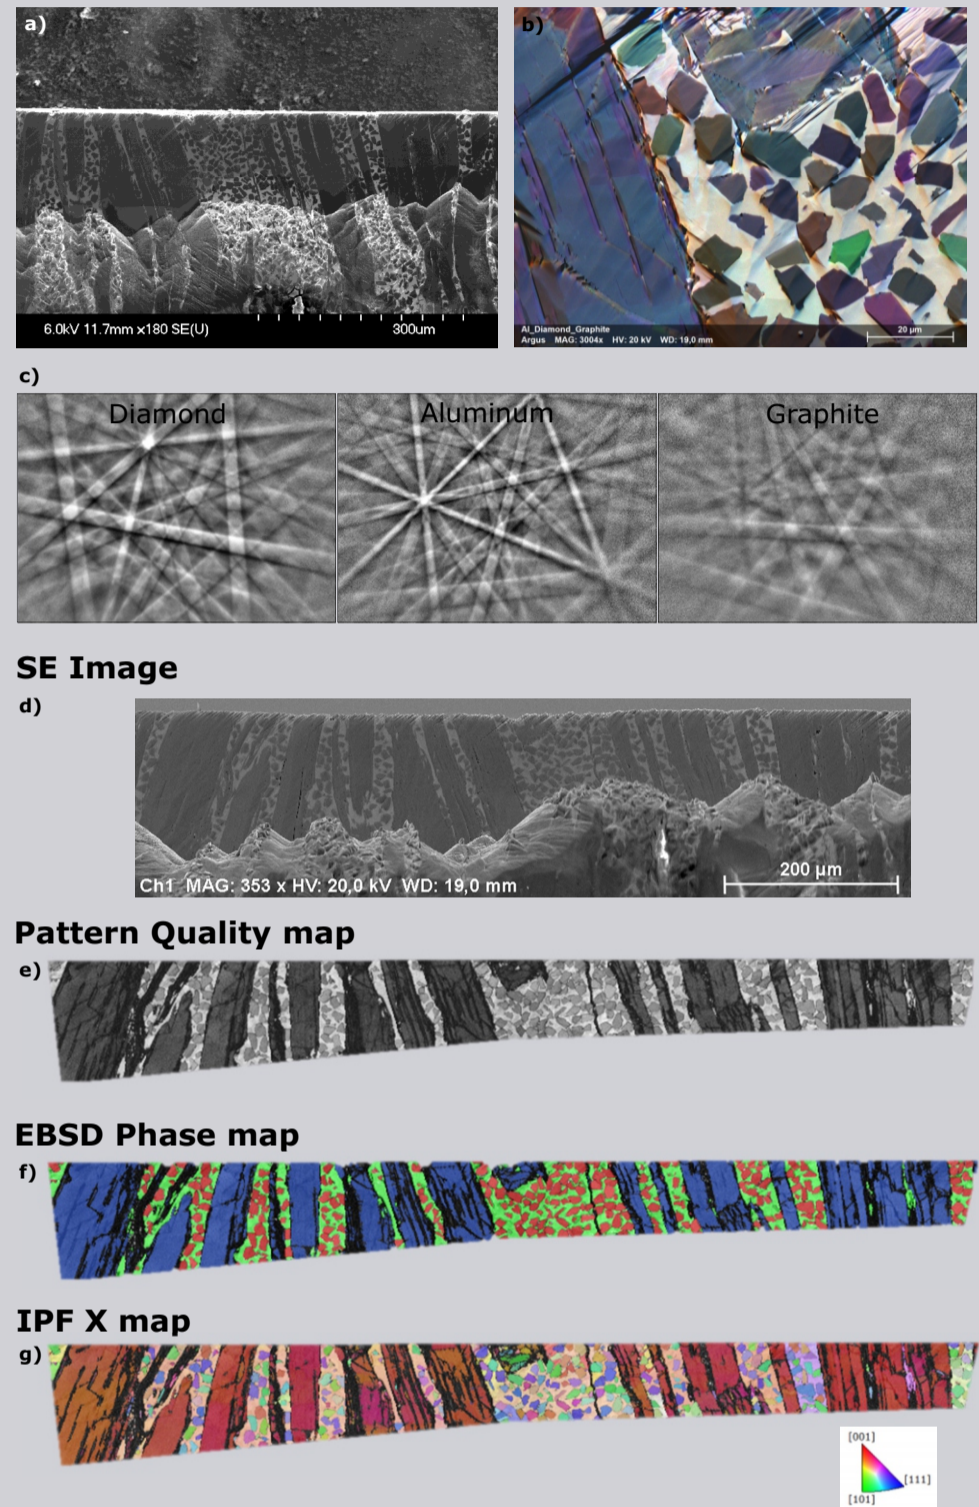 a)
6.0kV 11.7mm x180 SE(U)
300um
b)
Al_Diamond_Graphite
Argus MAG: 3004x HV: 20 kV WD: 19,0 mm
20 µm
c)
Diamond
Aluminum
Graphite
SE Image
d)
Ch1 MAG: 353 x HV: 20,0 kV WD: 19,0 mm
200 µm
Pattern Quality map
e)
EBSD Phase map
f)
IPF X map
g)
[001]
[111]
[101]